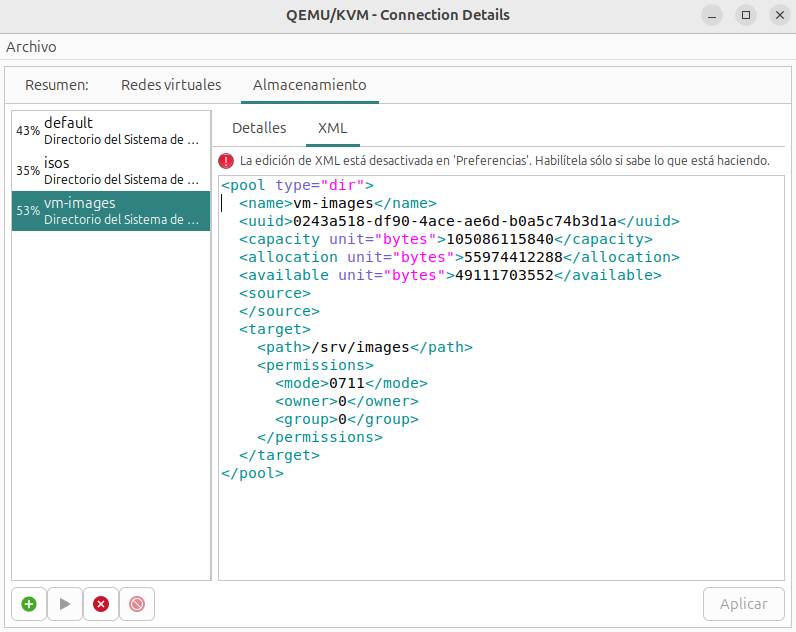 QEMU/KVM - Connection Details
Archivo
Resumen:
Redes virtuales
Almacenamiento
43%
default
Directorio del Sistema de ...
35%
isos
Directorio del Sistema de ...
53%
vm-images
Directorio del Sistema de ...
Detalles
XML
La edición de XML está desactivada en 'Preferencias'. Habilítela sólo si sabe lo que está haciendo.
<pool type="dir">
  <name>vm-images</name>
  <uuid>0243a518-df90-4ace-ae6d-b0a5c74b3d1a</uuid>
  <capacity unit="bytes">105086115840</capacity>
  <allocation unit="bytes">55974412288</allocation>
  <available unit="bytes">49111703552</available>
  <source>
  </source>
  <target>
    <path>/srv/images</path>
    <permissions>
      <mode>0711</mode>
      <owner>0</owner>
      <group>0</group>
    </permissions>
  </target>
</pool>
Aplicar